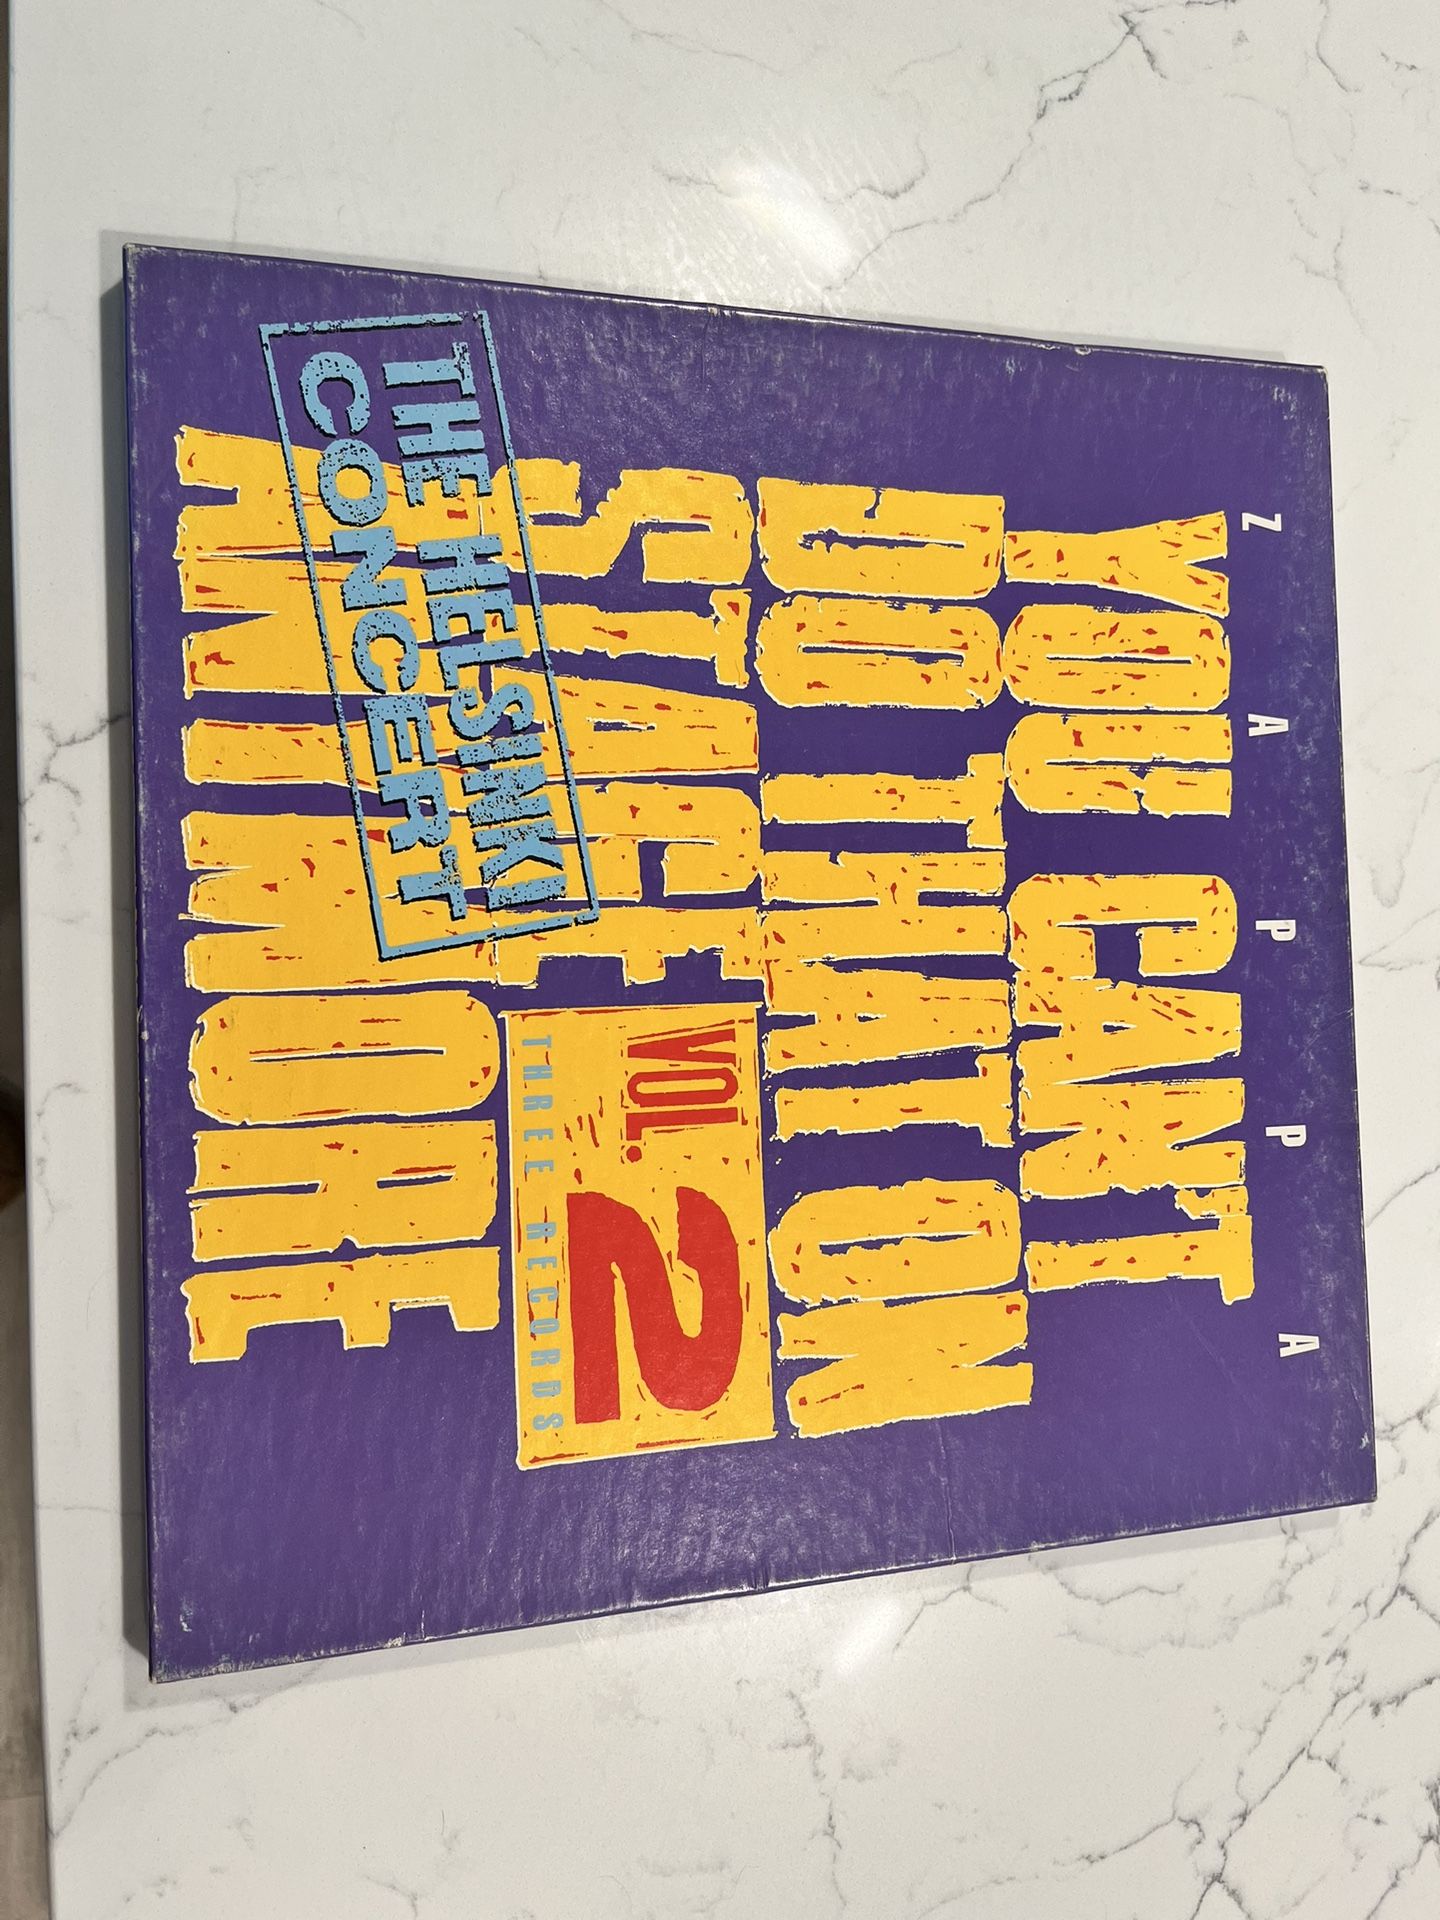 ZAPPA
YOU CAN'T
DO THAT ON
STAGE
ANYMORE
VOL. 2
THREE RECORDS
THE HELSINKI
CONCERT